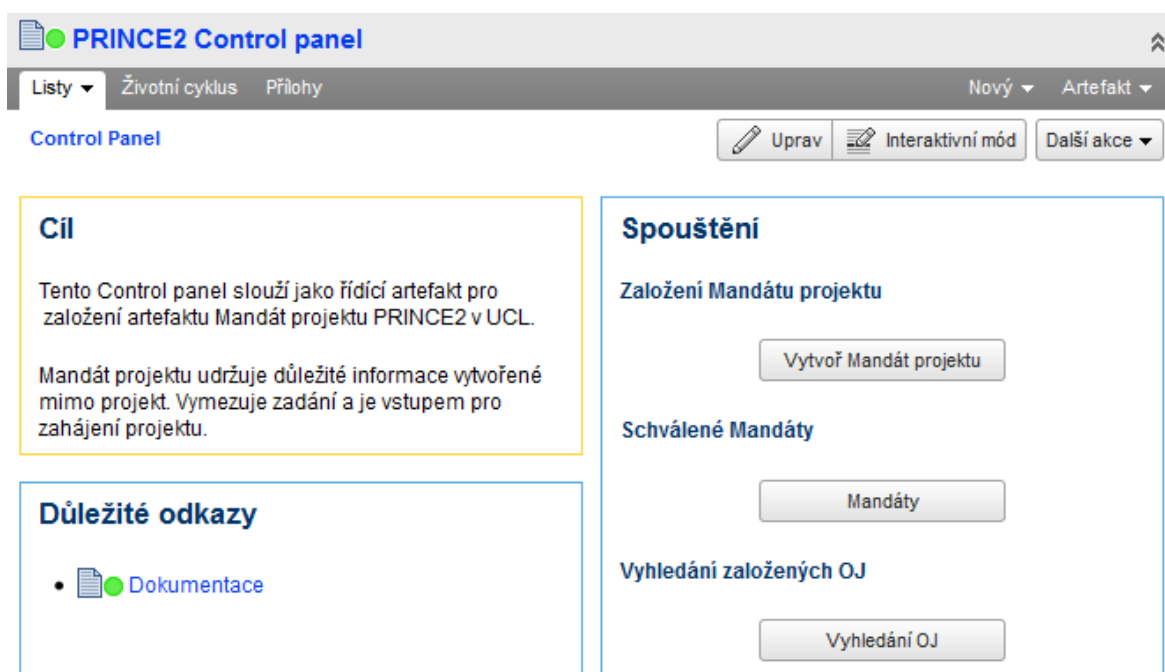 PRINCE2 Control panel
Listy Životní cyklus Přílohy Nový Artefakt
Control Panel Uprav Interaktivní mód Další akce
Cíl
Tento Control panel slouží jako řídící artefakt pro
založení artefaktu Mandát projektu PRINCE2 v UCL.
Mandát projektu udržuje důležité informace vytvořené
mimo projekt. Vymezuje zadání a je vstupem pro
zahájení projektu.
Důležité odkazy
• Dokumentace
Spouštění
Založení Mandátu projektu
Vytvoř Mandát projektu
Schválené Mandáty
Mandáty
Vyhledání založených OJ
Vyhledání OJ